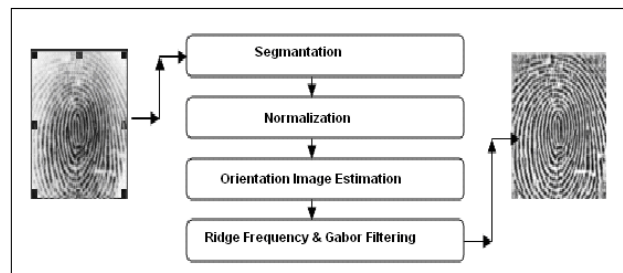 Segmantation
Normalization
Orientation Image Estimation
Ridge Frequency & Gabor Filtering